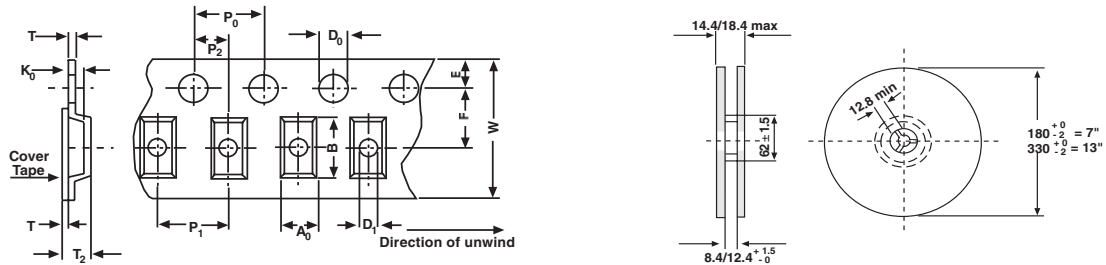 P0
T
P2
D0
K0
E
F
W
B
Cover
Tape
T
P1
A0
D1
T2
Direction of unwind
14.4/18.4 max
62 ± 1.5
8.4/12.4 +1.5 -0
12.8 min
180 +0 -2 = 7"
330 +0 -2 = 13"